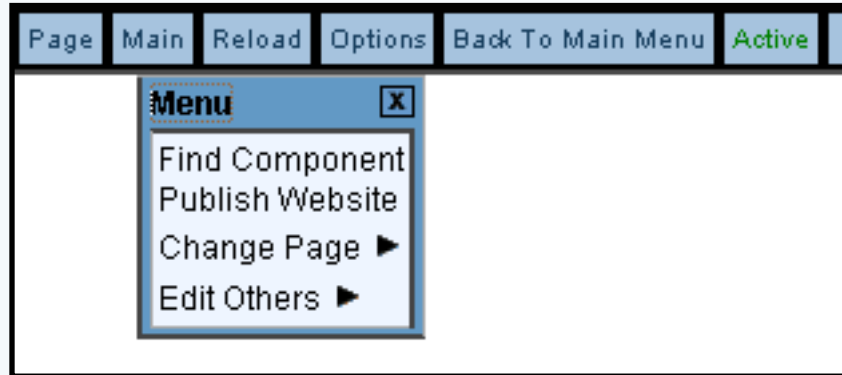 Page Main Reload Options Back To Main Menu Active
Menu X
Find Component
Publish Website
Change Page ▶
Edit Others ▶